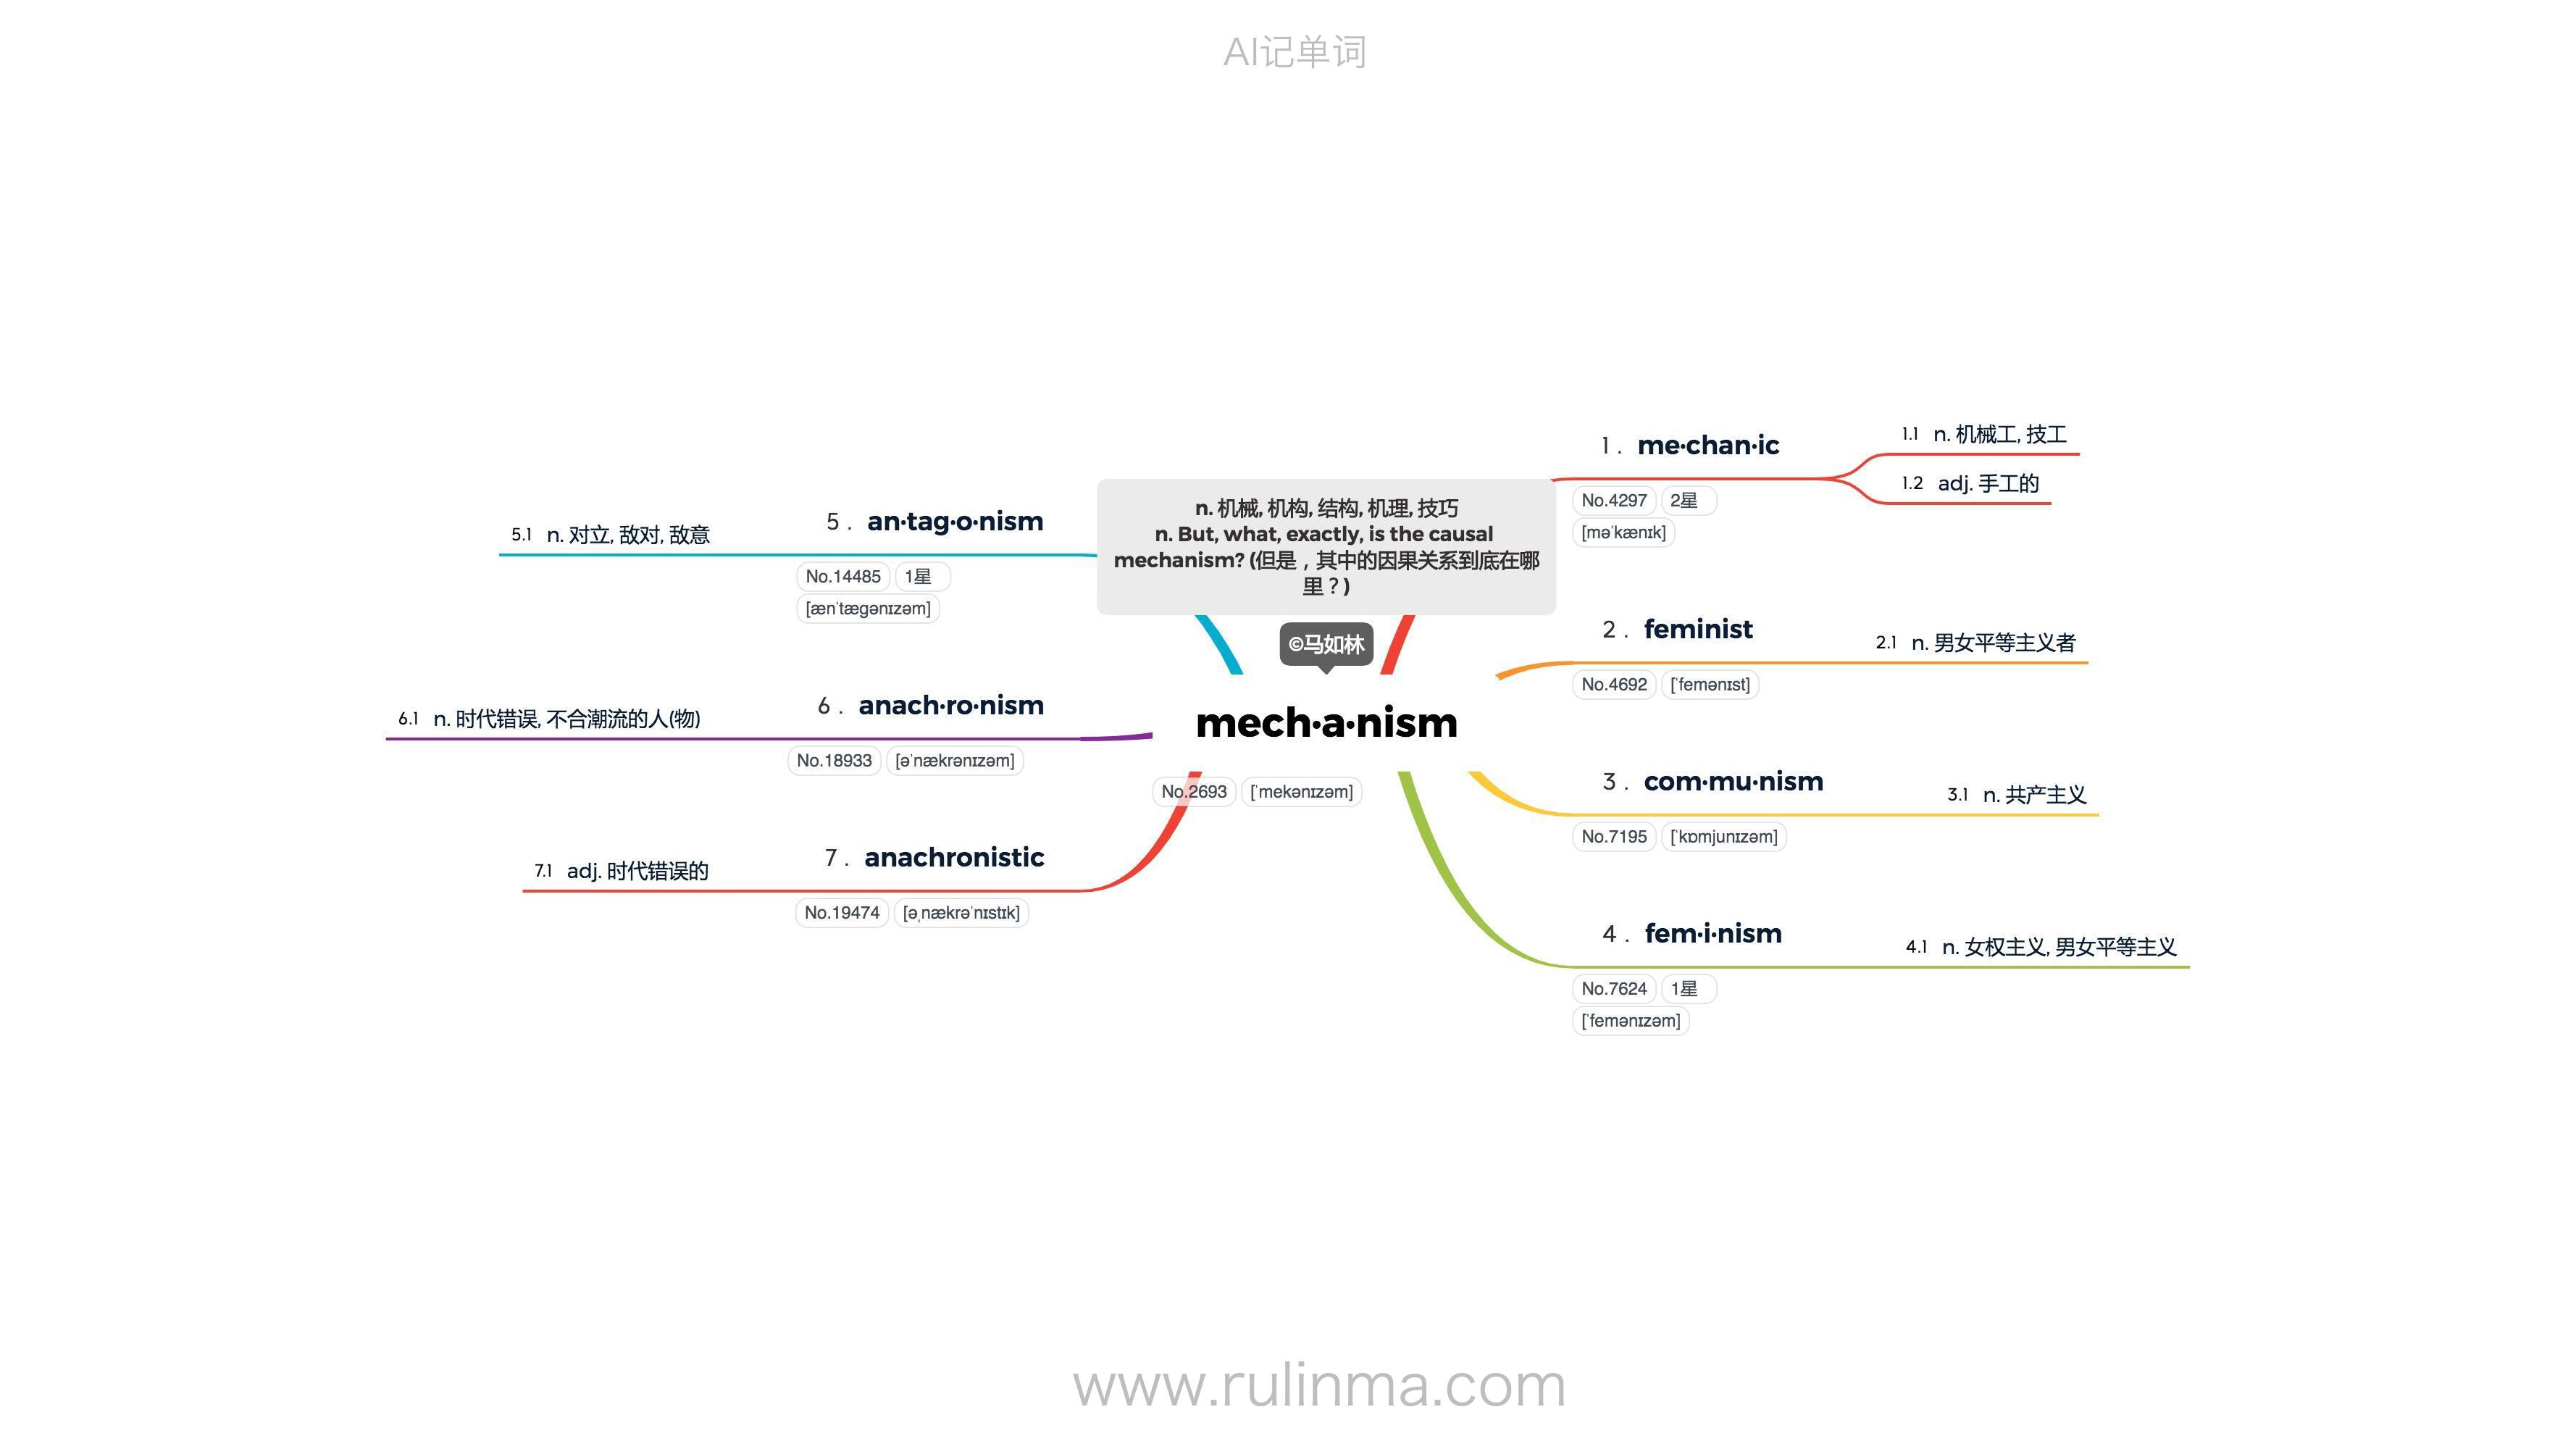 AI记单词
n. 机械, 机构, 结构, 机理, 技巧
n. But, what, exactly, is the causal
mechanism? (但是，其中的因果关系到底在哪
里？)
©马如林
mech·a·nism
No.2693 [ˈmekənɪzəm]
1. me·chan·ic
No.4297 2星
[məˈkænɪk]
1.1 n. 机械工, 技工
1.2 adj. 手工的
2. feminist
No.4692 [ˈfemənɪst]
2.1 n. 男女平等主义者
3. com·mu·nism
No.7195 [ˈkɒmjunɪzəm]
3.1 n. 共产主义
4. fem·i·nism
No.7624 1星
[ˈfemənɪzəm]
4.1 n. 女权主义, 男女平等主义
5. an·tag·o·nism
No.14485 1星
[ænˈtægənɪzəm]
5.1 n. 对立, 敌对, 敌意
6. anach·ro·nism
No.18933 [əˈnækrənɪzəm]
6.1 n. 时代错误, 不合潮流的人(物)
7. anachronistic
No.19474 [əˌnækrəˈnɪstɪk]
7.1 adj. 时代错误的
www.rulinma.com